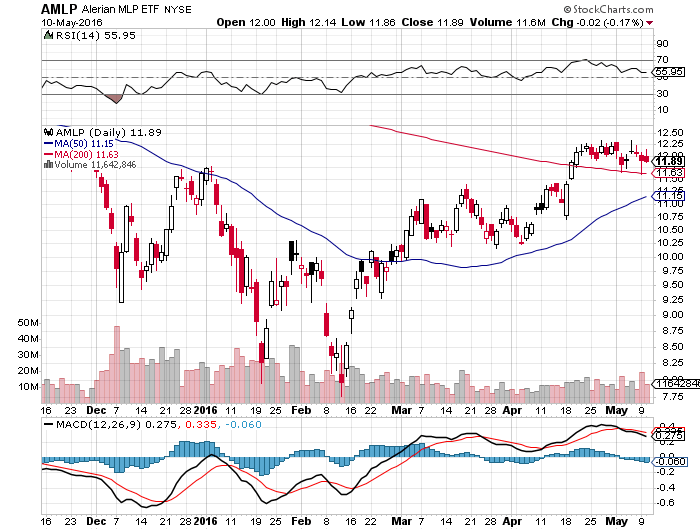 AMLP Alerian MLP ETF NYSE © StockCharts.com
10-May-2016 Open 12.00 High 12.14 Low 11.86 Close 11.89 Volume 11.6M Chg -0.02 (-0.17%)
RSI(14) 55.95
90
70
55.95
50
30
10
AMLP (Daily) 11.89
MA(50) 11.15
MA(200) 11.63
Volume 11,642,846
12.50
12.25
12.00
11.89
11.63
11.50
11.15
11.00
10.75
10.50
10.25
10.00
9.75
9.50
9.25
9.00
8.75
8.50
8.25
8.00
7.75
50M
40M
30M
20M
10M
11642846
16 23 Dec 7 14 21 28 2016 11 19 25 Feb 8 16 22 Mar 7 14 21 28 Apr 11 18 25 May 9
MACD(12,26,9) 0.275, 0.335, -0.060
0.4
0.275
0.2
-0.060
-0.2
-0.4
-0.6
16 23 Dec 7 14 21 28 2016 11 19 25 Feb 8 16 22 Mar 7 14 21 28 Apr 11 18 25 May 9